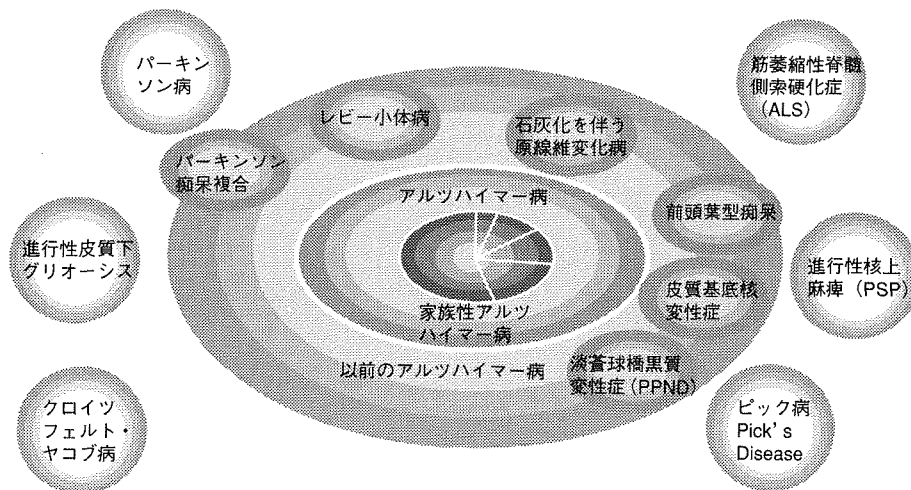 パーキン
ソン病
レビー小体病
石灰化を伴う
原線維変化病
筋萎縮性脊髄
側索硬化症
(ALS)
パーキンソン
痴呆複合
アルツハイマー病
前頭葉型痴呆
進行性皮質下
グリオーシス
皮質基底核
変性症
進行性核上
麻痺(PSP)
家族性アルツ
ハイマー病
以前のアルツハイマー病
淡蒼球橋黒質
変性症(PPND)
クロイツ
フェルト・
ヤコブ病
ピック病
Pick's
Disease